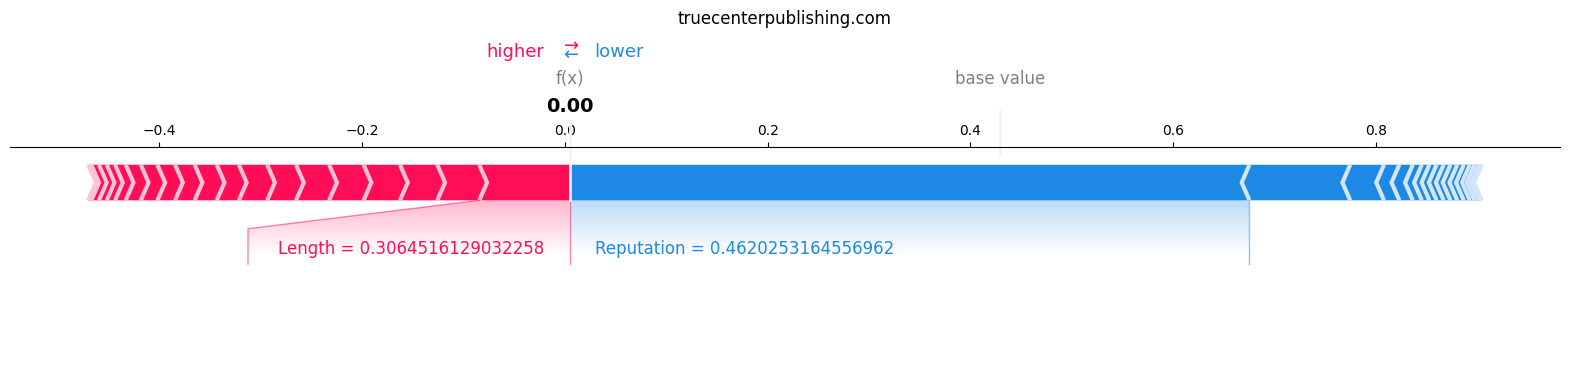 truecenterpublishing.com
higher ⇄ lower
f(x) base value
0.00
−0.4 −0.2 0.0 0.2 0.4 0.6 0.8
Length = 0.3064516129032258 Reputation = 0.4620253164556962